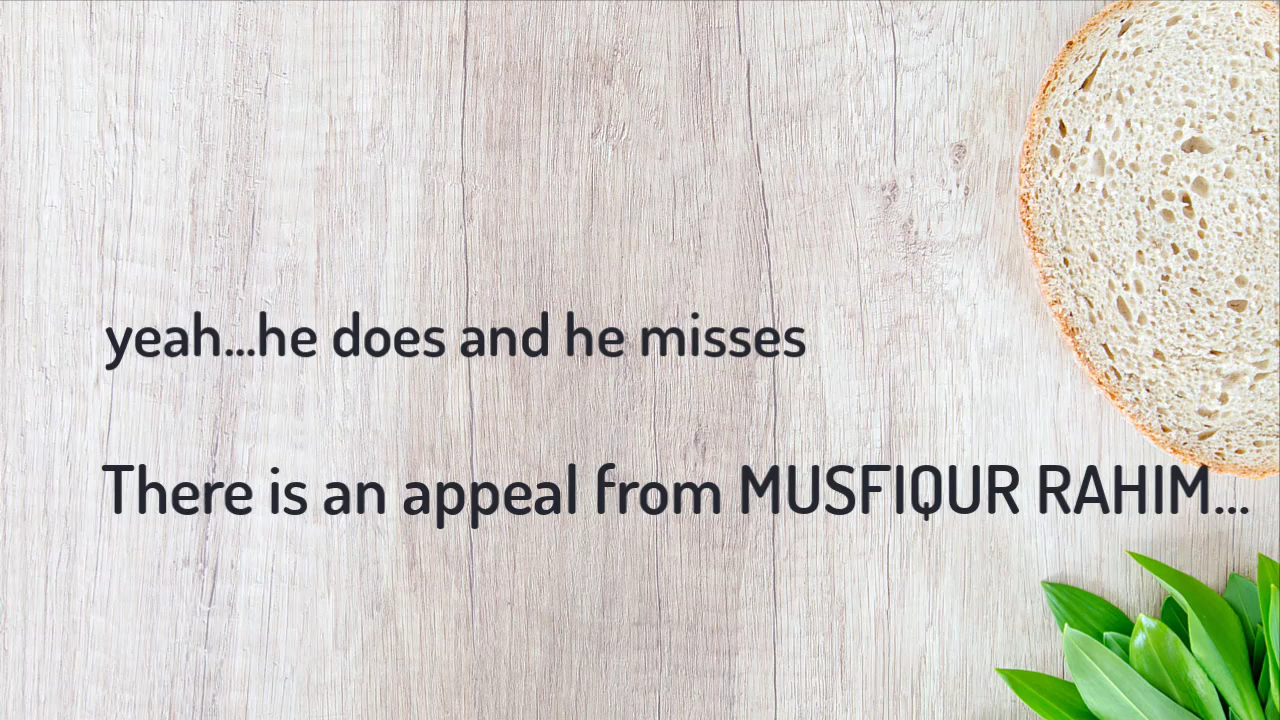 yeah...he does and he misses
There is an appeal from MUSFIQUR RAHIM...